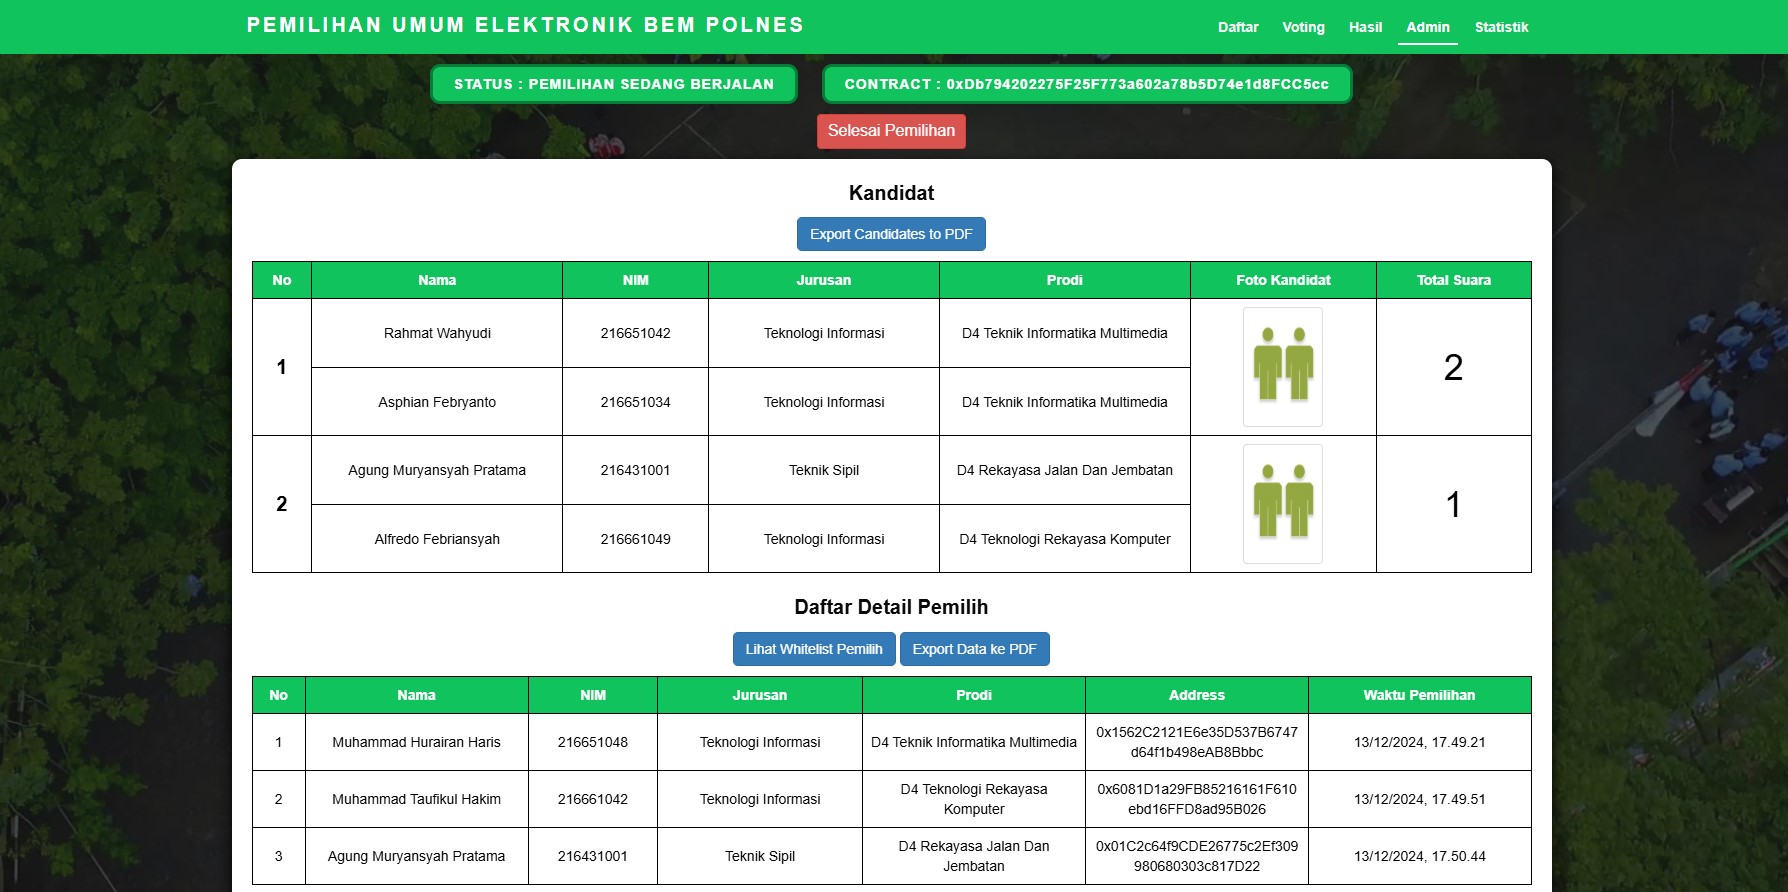 PEMILIHAN UMUM ELEKTRONIK BEM POLNES
Daftar Voting Hasil Admin Statistik
STATUS : PEMILIHAN SEDANG BERJALAN
CONTRACT : 0xDb794202275F25F773a602a78b5D74e1d8FCC5cc
Selesai Pemilihan
Kandidat
Export Candidates to PDF
No Nama NIM Jurusan Prodi Foto Kandidat Total Suara
1 Rahmat Wahyudi 216651042 Teknologi Informasi D4 Teknik Informatika Multimedia 2
Asphian Febryanto 216651034 Teknologi Informasi D4 Teknik Informatika Multimedia
2 Agung Muryansyah Pratama 216431001 Teknik Sipil D4 Rekayasa Jalan Dan Jembatan 1
Alfredo Febriansyah 216661049 Teknologi Informasi D4 Teknologi Rekayasa Komputer
Daftar Detail Pemilih
Lihat Whitelist Pemilih Export Data ke PDF
No Nama NIM Jurusan Prodi Address Waktu Pemilihan
1 Muhammad Hurairan Haris 216651048 Teknologi Informasi D4 Teknik Informatika Multimedia 0x1562C2121E6e35D537B6747
d64f1b498eAB8Bbbc 13/12/2024, 17.49.21
2 Muhammad Taufikul Hakim 216661042 Teknologi Informasi D4 Teknologi Rekayasa
Komputer 0x6081D1a29FB85216161F610
ebd16FFD8ad95B026 13/12/2024, 17.49.51
3 Agung Muryansyah Pratama 216431001 Teknik Sipil D4 Rekayasa Jalan Dan
Jembatan 0x01C2c64f9CDE26775c2Ef309
980680303c817D22 13/12/2024, 17.50.44